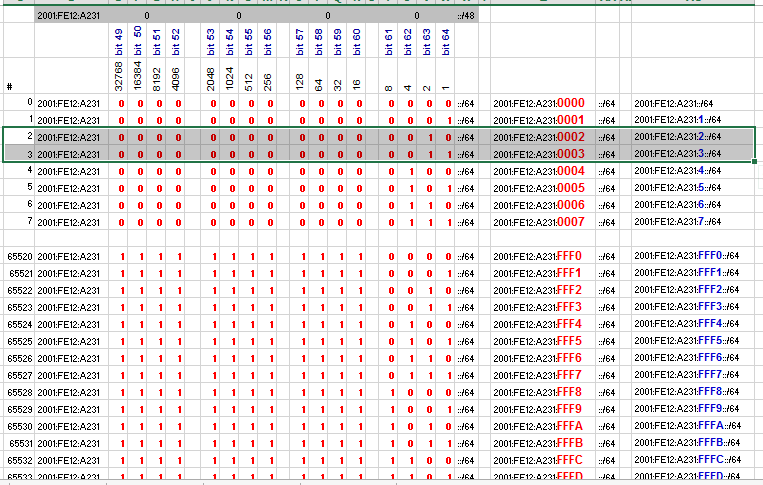 2001:FE12:A231 0 0 0 0 ::/48
bit 49 bit 50 bit 51 bit 52 bit 53 bit 54 bit 55 bit 56 bit 57 bit 58 bit 59 bit 60 bit 61 bit 62 bit 63 bit 64
# 32768 16384 8192 4096 2048 1024 512 256 128 64 32 16 8 4 2 1
0 2001:FE12:A231 0 0 0 0 0 0 0 0 0 0 0 0 0 0 0 0 ::/64 2001:FE12:A231:0000 ::/64 2001:FE12:A231::/64
1 2001:FE12:A231 0 0 0 0 0 0 0 0 0 0 0 0 0 0 0 1 ::/64 2001:FE12:A231:0001 ::/64 2001:FE12:A231:1::/64
2 2001:FE12:A231 0 0 0 0 0 0 0 0 0 0 0 0 0 0 1 0 ::/64 2001:FE12:A231:0002 ::/64 2001:FE12:A231:2::/64
3 2001:FE12:A231 0 0 0 0 0 0 0 0 0 0 0 0 0 0 1 1 ::/64 2001:FE12:A231:0003 ::/64 2001:FE12:A231:3::/64
4 2001:FE12:A231 0 0 0 0 0 0 0 0 0 0 0 0 0 1 0 0 ::/64 2001:FE12:A231:0004 ::/64 2001:FE12:A231:4::/64
5 2001:FE12:A231 0 0 0 0 0 0 0 0 0 0 0 0 0 1 0 1 ::/64 2001:FE12:A231:0005 ::/64 2001:FE12:A231:5::/64
6 2001:FE12:A231 0 0 0 0 0 0 0 0 0 0 0 0 0 1 1 0 ::/64 2001:FE12:A231:0006 ::/64 2001:FE12:A231:6::/64
7 2001:FE12:A231 0 0 0 0 0 0 0 0 0 0 0 0 0 1 1 1 ::/64 2001:FE12:A231:0007 ::/64 2001:FE12:A231:7::/64
65520 2001:FE12:A231 1 1 1 1 1 1 1 1 1 1 1 1 0 0 0 0 ::/64 2001:FE12:A231:FFF0 ::/64 2001:FE12:A231:FFF0::/64
65521 2001:FE12:A231 1 1 1 1 1 1 1 1 1 1 1 1 0 0 0 1 ::/64 2001:FE12:A231:FFF1 ::/64 2001:FE12:A231:FFF1::/64
65522 2001:FE12:A231 1 1 1 1 1 1 1 1 1 1 1 1 0 0 1 0 ::/64 2001:FE12:A231:FFF2 ::/64 2001:FE12:A231:FFF2::/64
65523 2001:FE12:A231 1 1 1 1 1 1 1 1 1 1 1 1 0 0 1 1 ::/64 2001:FE12:A231:FFF3 ::/64 2001:FE12:A231:FFF3::/64
65524 2001:FE12:A231 1 1 1 1 1 1 1 1 1 1 1 1 0 1 0 0 ::/64 2001:FE12:A231:FFF4 ::/64 2001:FE12:A231:FFF4::/64
65525 2001:FE12:A231 1 1 1 1 1 1 1 1 1 1 1 1 0 1 0 1 ::/64 2001:FE12:A231:FFF5 ::/64 2001:FE12:A231:FFF5::/64
65526 2001:FE12:A231 1 1 1 1 1 1 1 1 1 1 1 1 0 1 1 0 ::/64 2001:FE12:A231:FFF6 ::/64 2001:FE12:A231:FFF6::/64
65527 2001:FE12:A231 1 1 1 1 1 1 1 1 1 1 1 1 0 1 1 1 ::/64 2001:FE12:A231:FFF7 ::/64 2001:FE12:A231:FFF7::/64
65528 2001:FE12:A231 1 1 1 1 1 1 1 1 1 1 1 1 1 0 0 0 ::/64 2001:FE12:A231:FFF8 ::/64 2001:FE12:A231:FFF8::/64
65529 2001:FE12:A231 1 1 1 1 1 1 1 1 1 1 1 1 1 0 0 1 ::/64 2001:FE12:A231:FFF9 ::/64 2001:FE12:A231:FFF9::/64
65530 2001:FE12:A231 1 1 1 1 1 1 1 1 1 1 1 1 1 0 1 0 ::/64 2001:FE12:A231:FFFA ::/64 2001:FE12:A231:FFFA::/64
65531 2001:FE12:A231 1 1 1 1 1 1 1 1 1 1 1 1 1 0 1 1 ::/64 2001:FE12:A231:FFFB ::/64 2001:FE12:A231:FFFB::/64
65532 2001:FE12:A231 1 1 1 1 1 1 1 1 1 1 1 1 1 1 0 0 ::/64 2001:FE12:A231:FFFC ::/64 2001:FE12:A231:FFFC::/64
65533 2001:FE12:A231 1 1 1 1 1 1 1 1 1 1 1 1 1 1 0 1 ::/64 2001:FE12:A231:FFFD ::/64 2001:FE12:A231:FFFD::/64